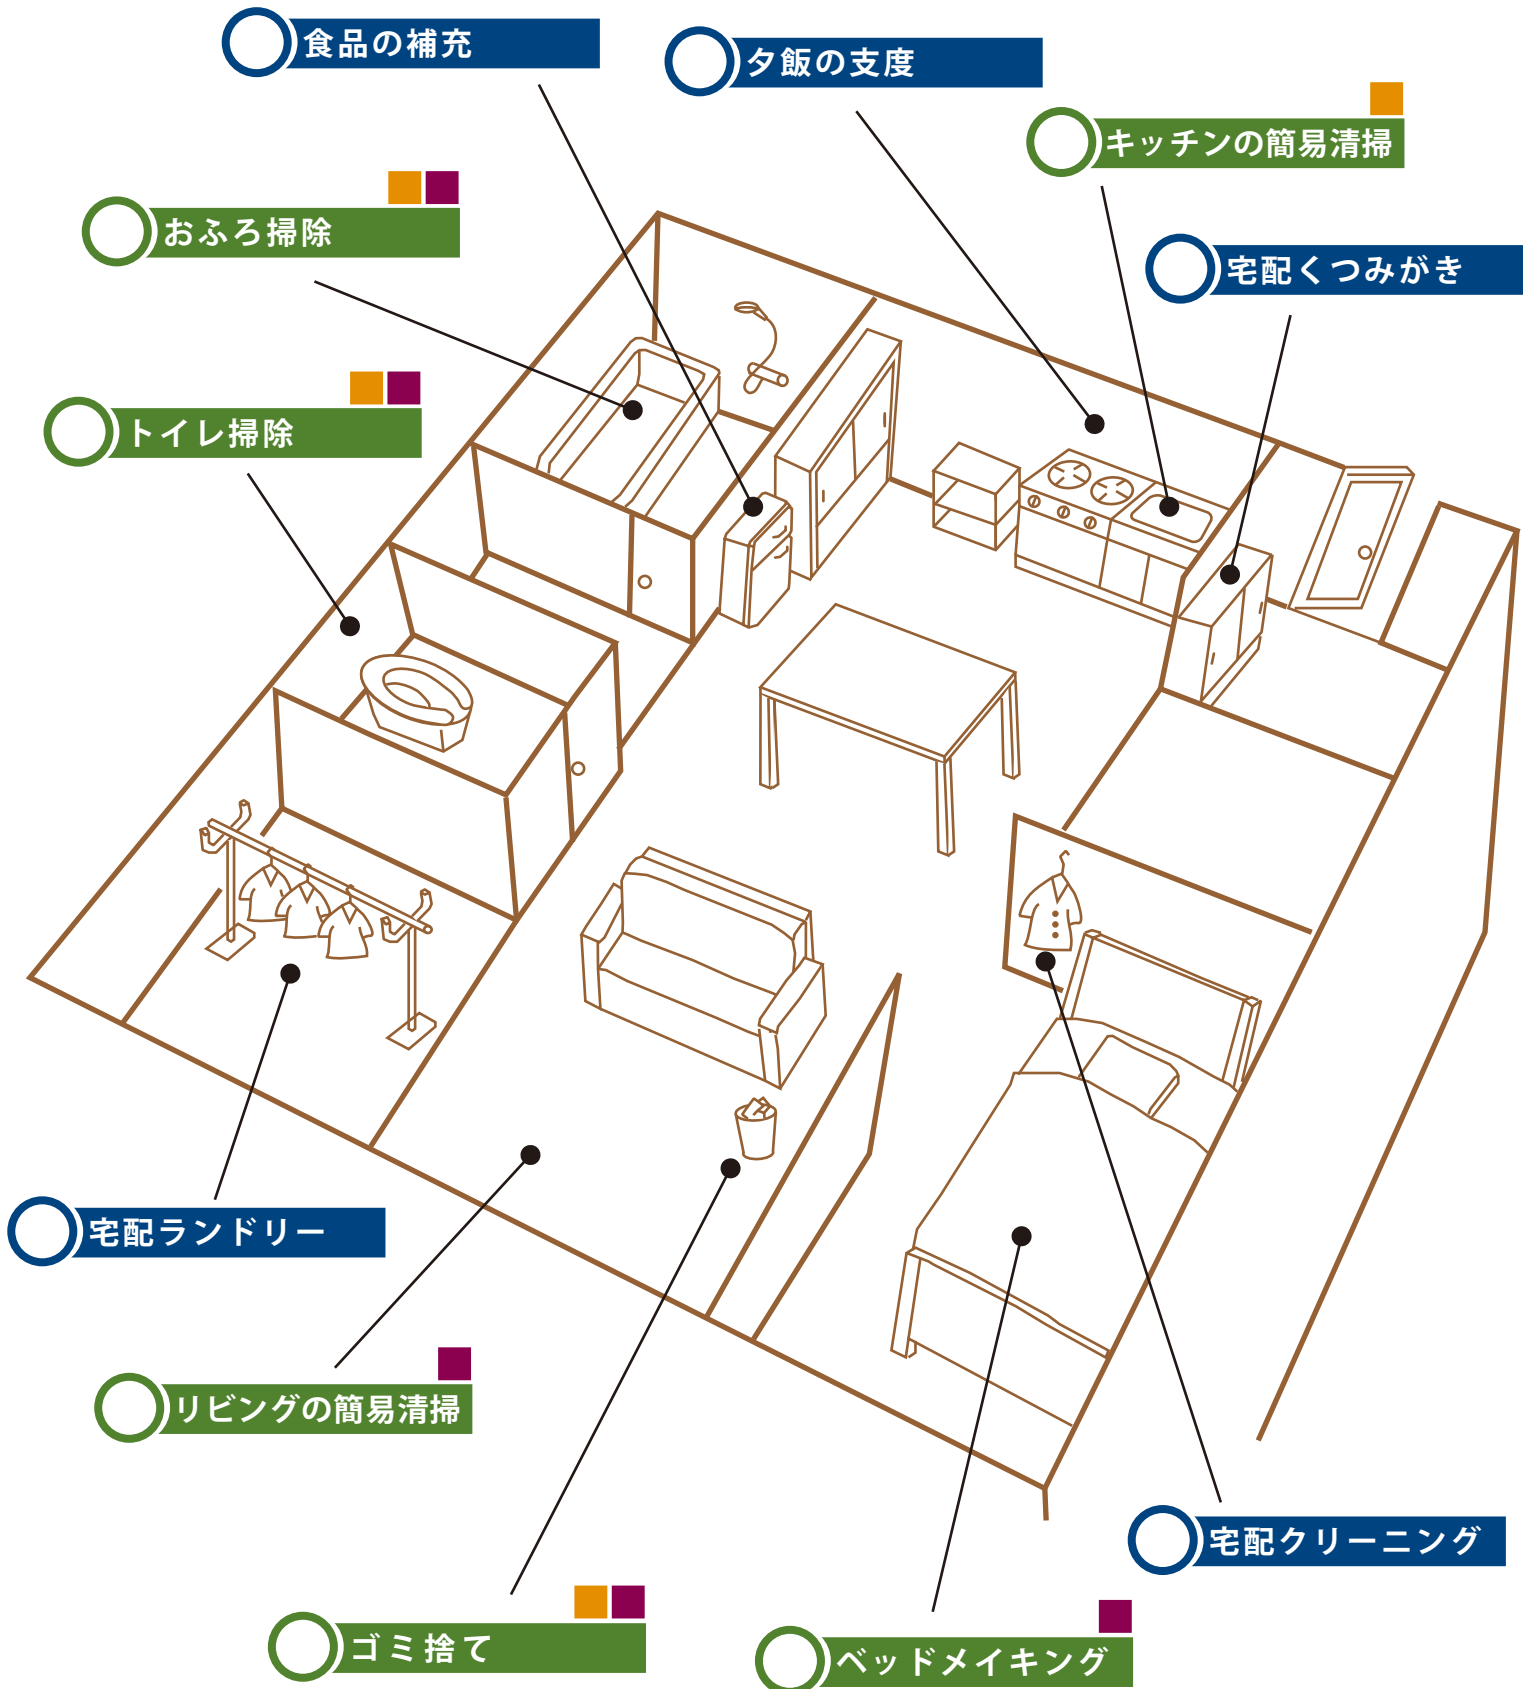 食品の補充
夕飯の支度
キッチンの簡易清掃
おふろ掃除
宅配くつみがき
トイレ掃除
宅配ランドリー
リビングの簡易清掃
宅配クリーニング
ゴミ捨て
ベッドメイキング